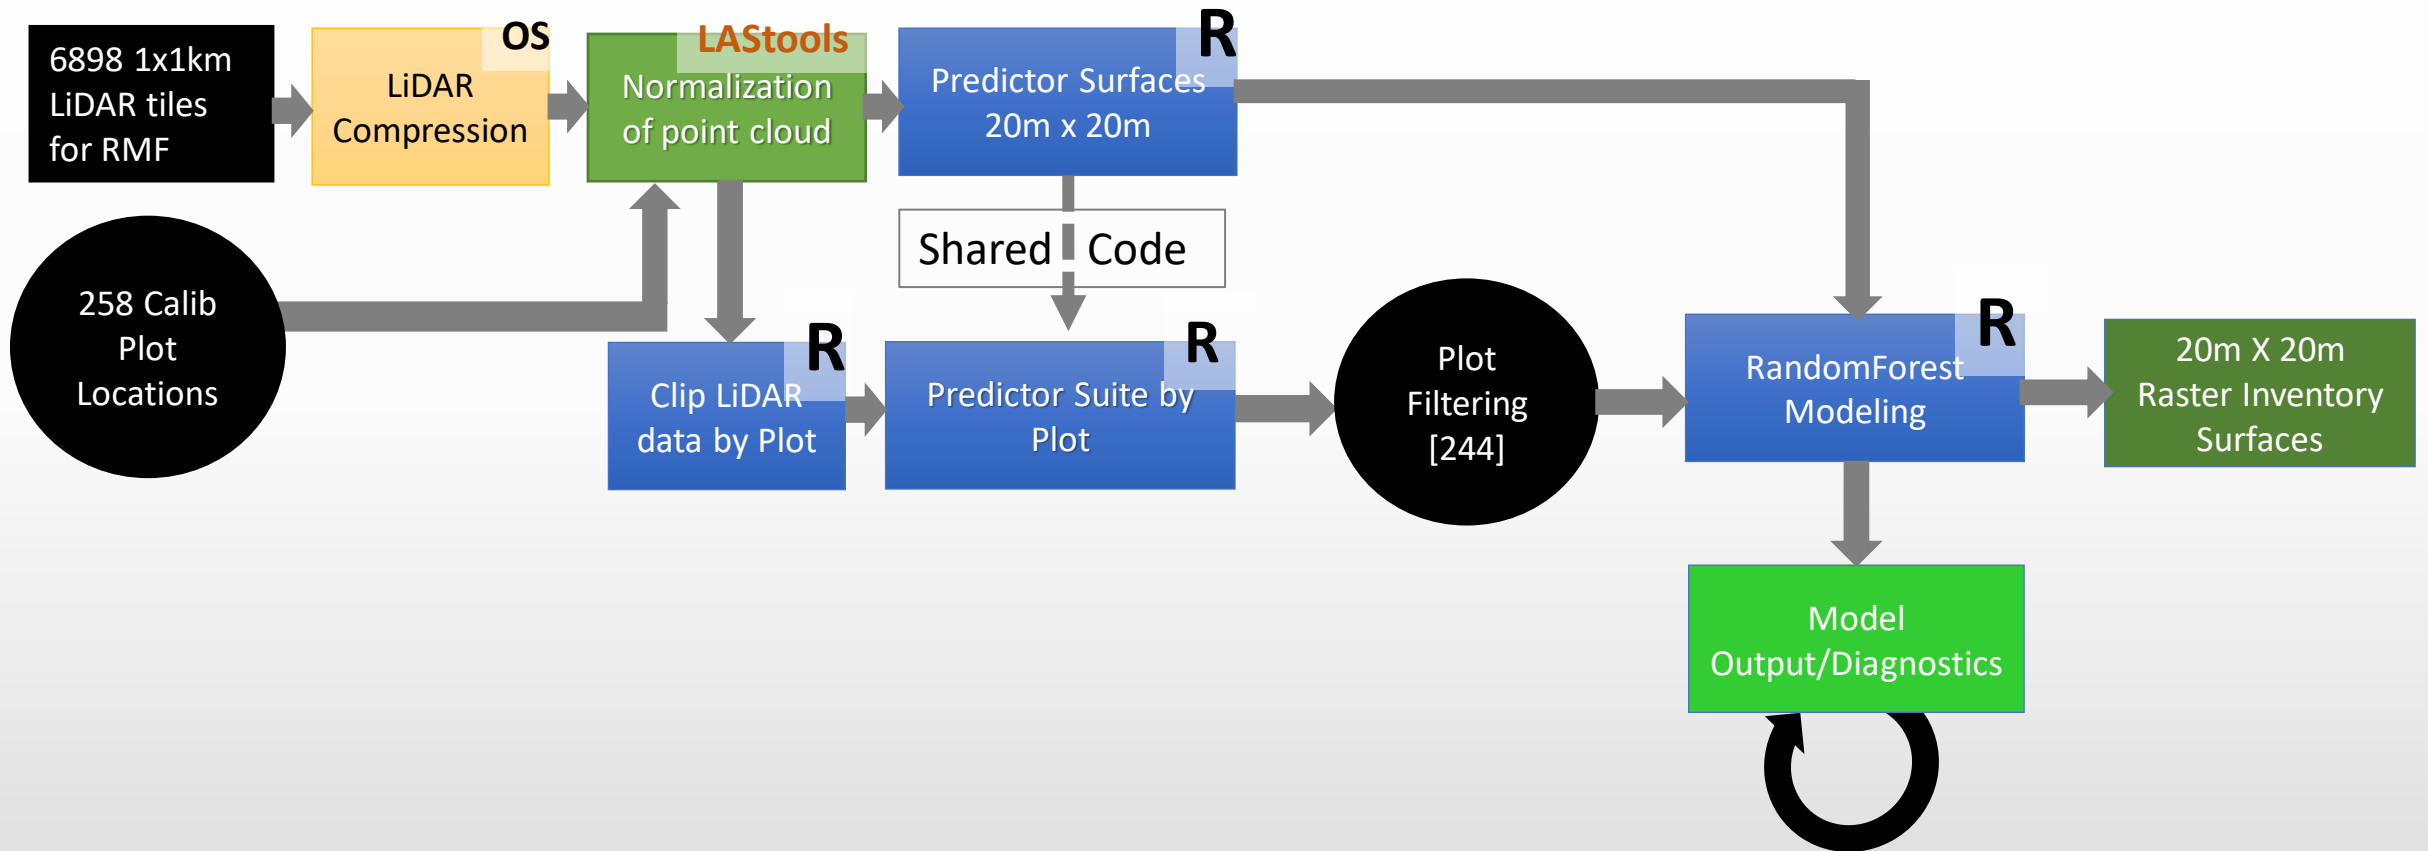 6898 1x1km
LiDAR tiles
for RMF
OS
LiDAR
Compression
LAStools
Normalization
of point cloud
R
Predictor Surfaces
20m x 20m
Shared Code
258 Calib
Plot
Locations
R
Clip LiDAR
data by Plot
R
Predictor Suite by
Plot
Plot
Filtering
[244]
R
RandomForest
Modeling
20m X 20m
Raster Inventory
Surfaces
Model
Output/Diagnostics